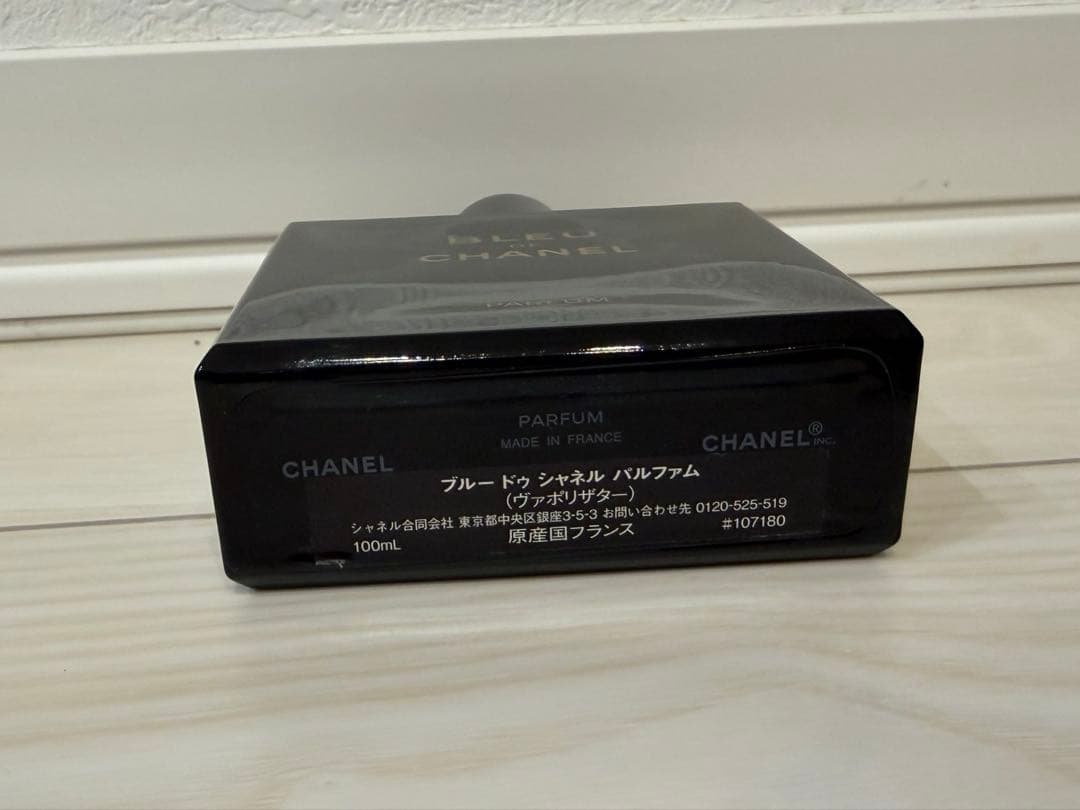 BLEU
DE
CHANEL
PARFUM
PARFUM
MADE IN FRANCE
CHANEL
CHANEL® INC.
ブルー ドゥ シャネル パルファム
(ヴァポリザター)
シャネル合同会社 東京都中央区銀座3-5-3 お問い合わせ先 0120-525-519
100mL 原産国フランス #107180